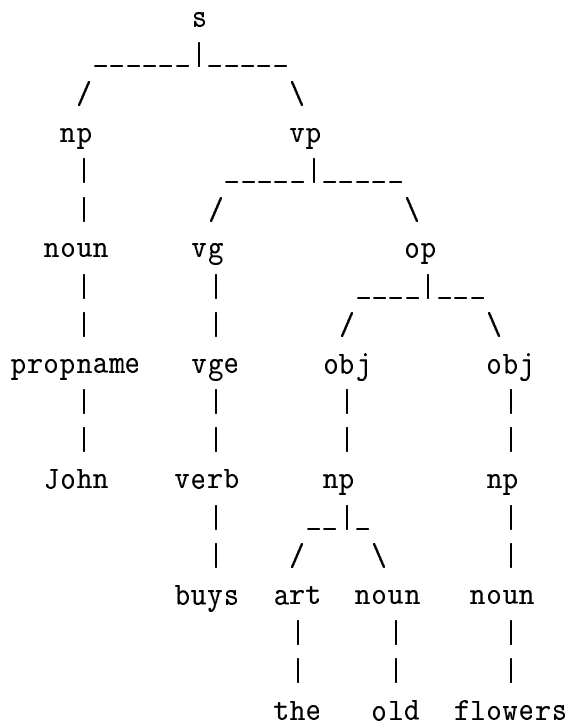 s
np vp
noun vg op
propname vge obj obj
John verb np np
buys art noun noun
the old flowers